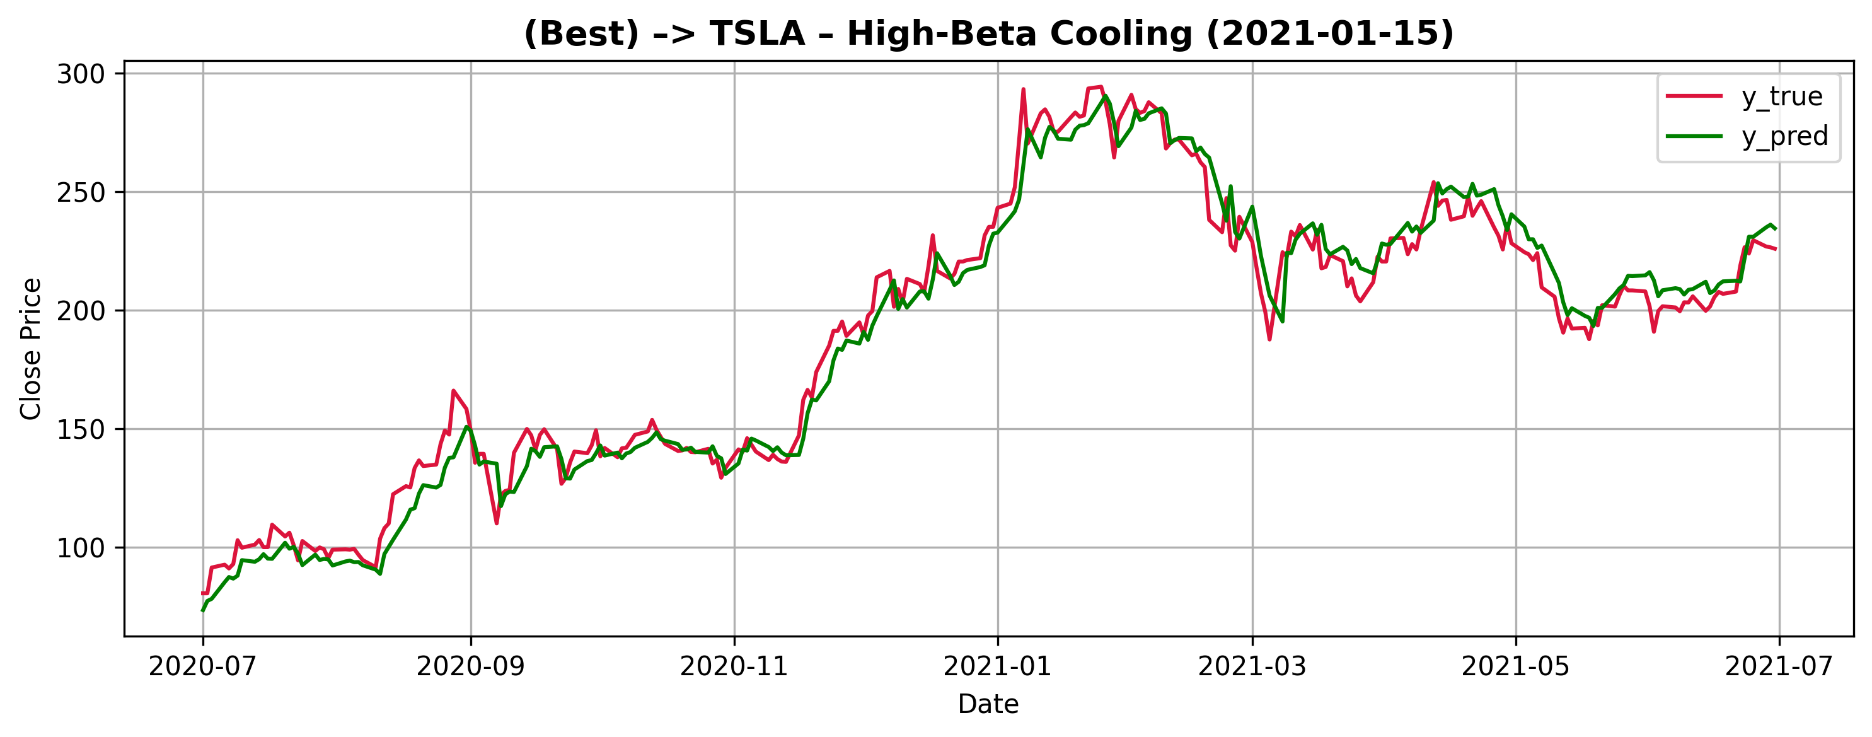 (Best) –> TSLA – High-Beta Cooling (2021-01-15)
300
250
200
150
100
Close Price
y_true
y_pred
2020-07 2020-09 2020-11 2021-01 2021-03 2021-05 2021-07
Date